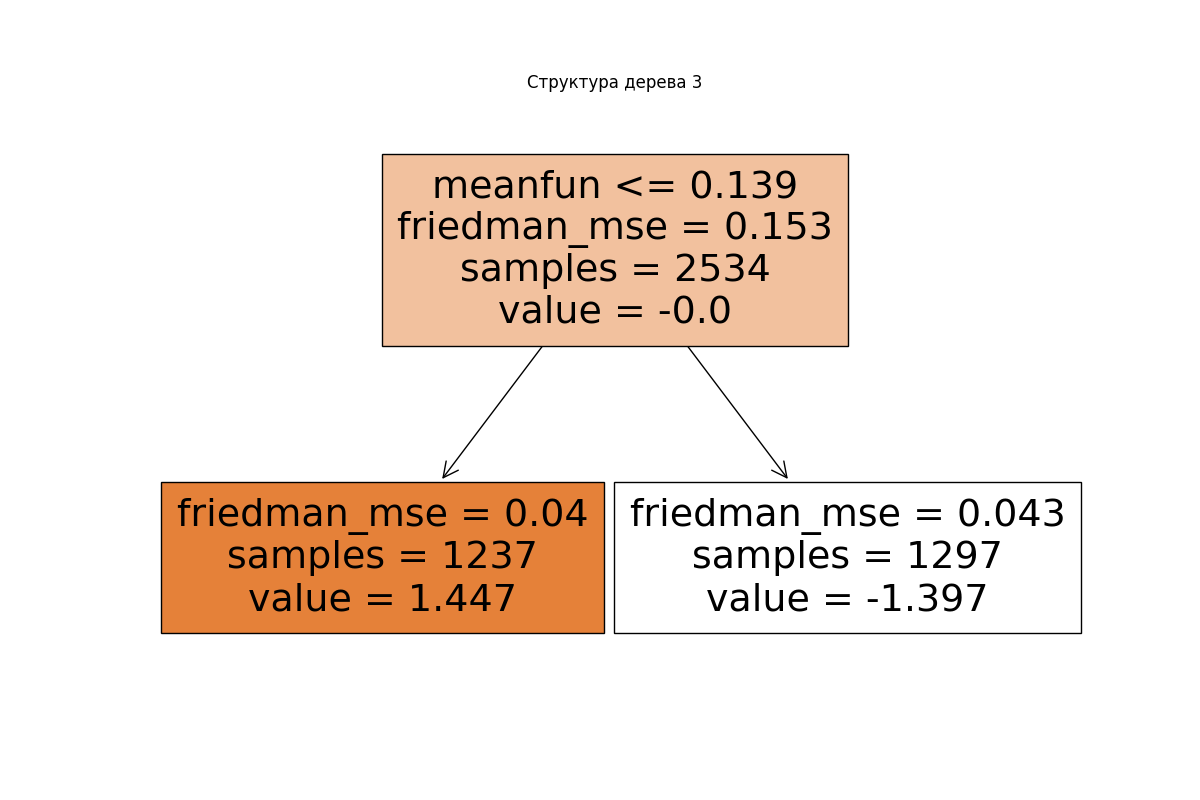 Структура дерева 3
meanfun <= 0.139
friedman_mse = 0.153
samples = 2534
value = -0.0
friedman_mse = 0.04
samples = 1237
value = 1.447
friedman_mse = 0.043
samples = 1297
value = -1.397